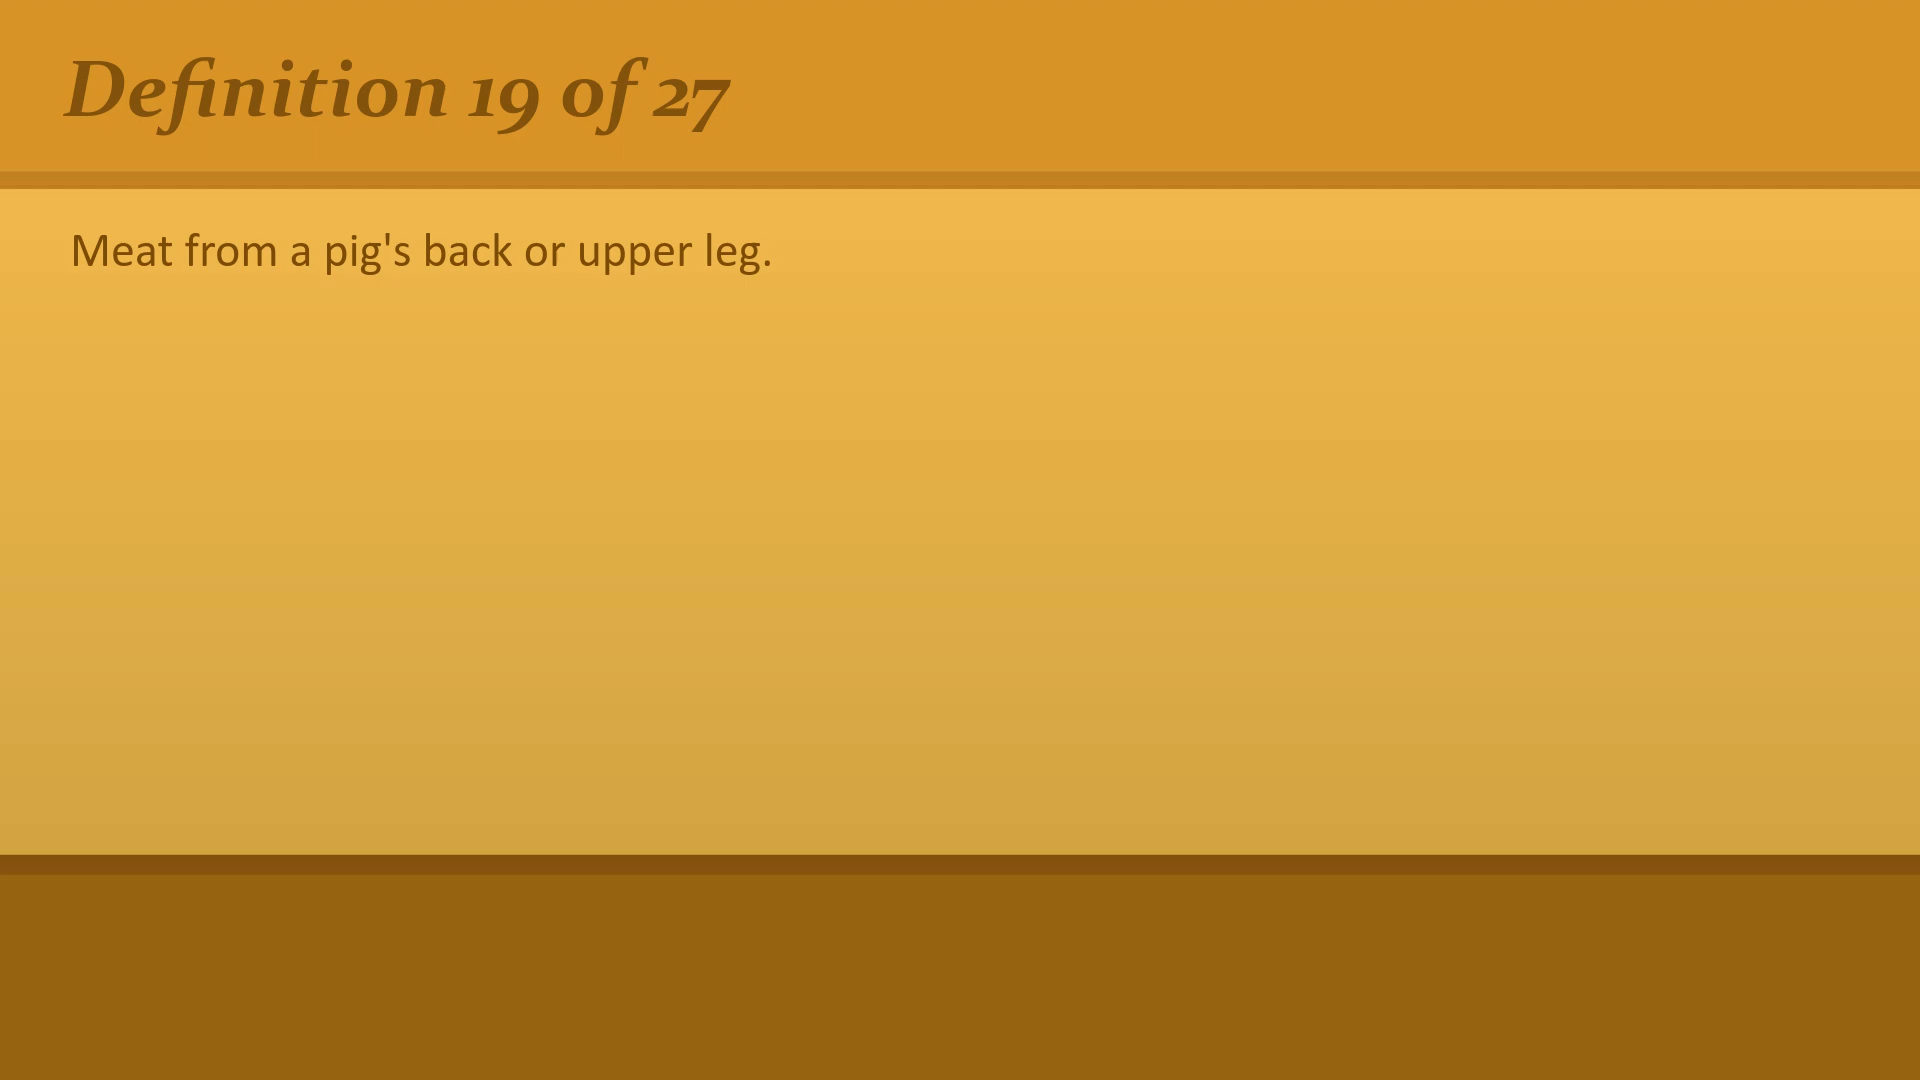 Definition 19 of 27
Meat from a pig's back or upper leg.